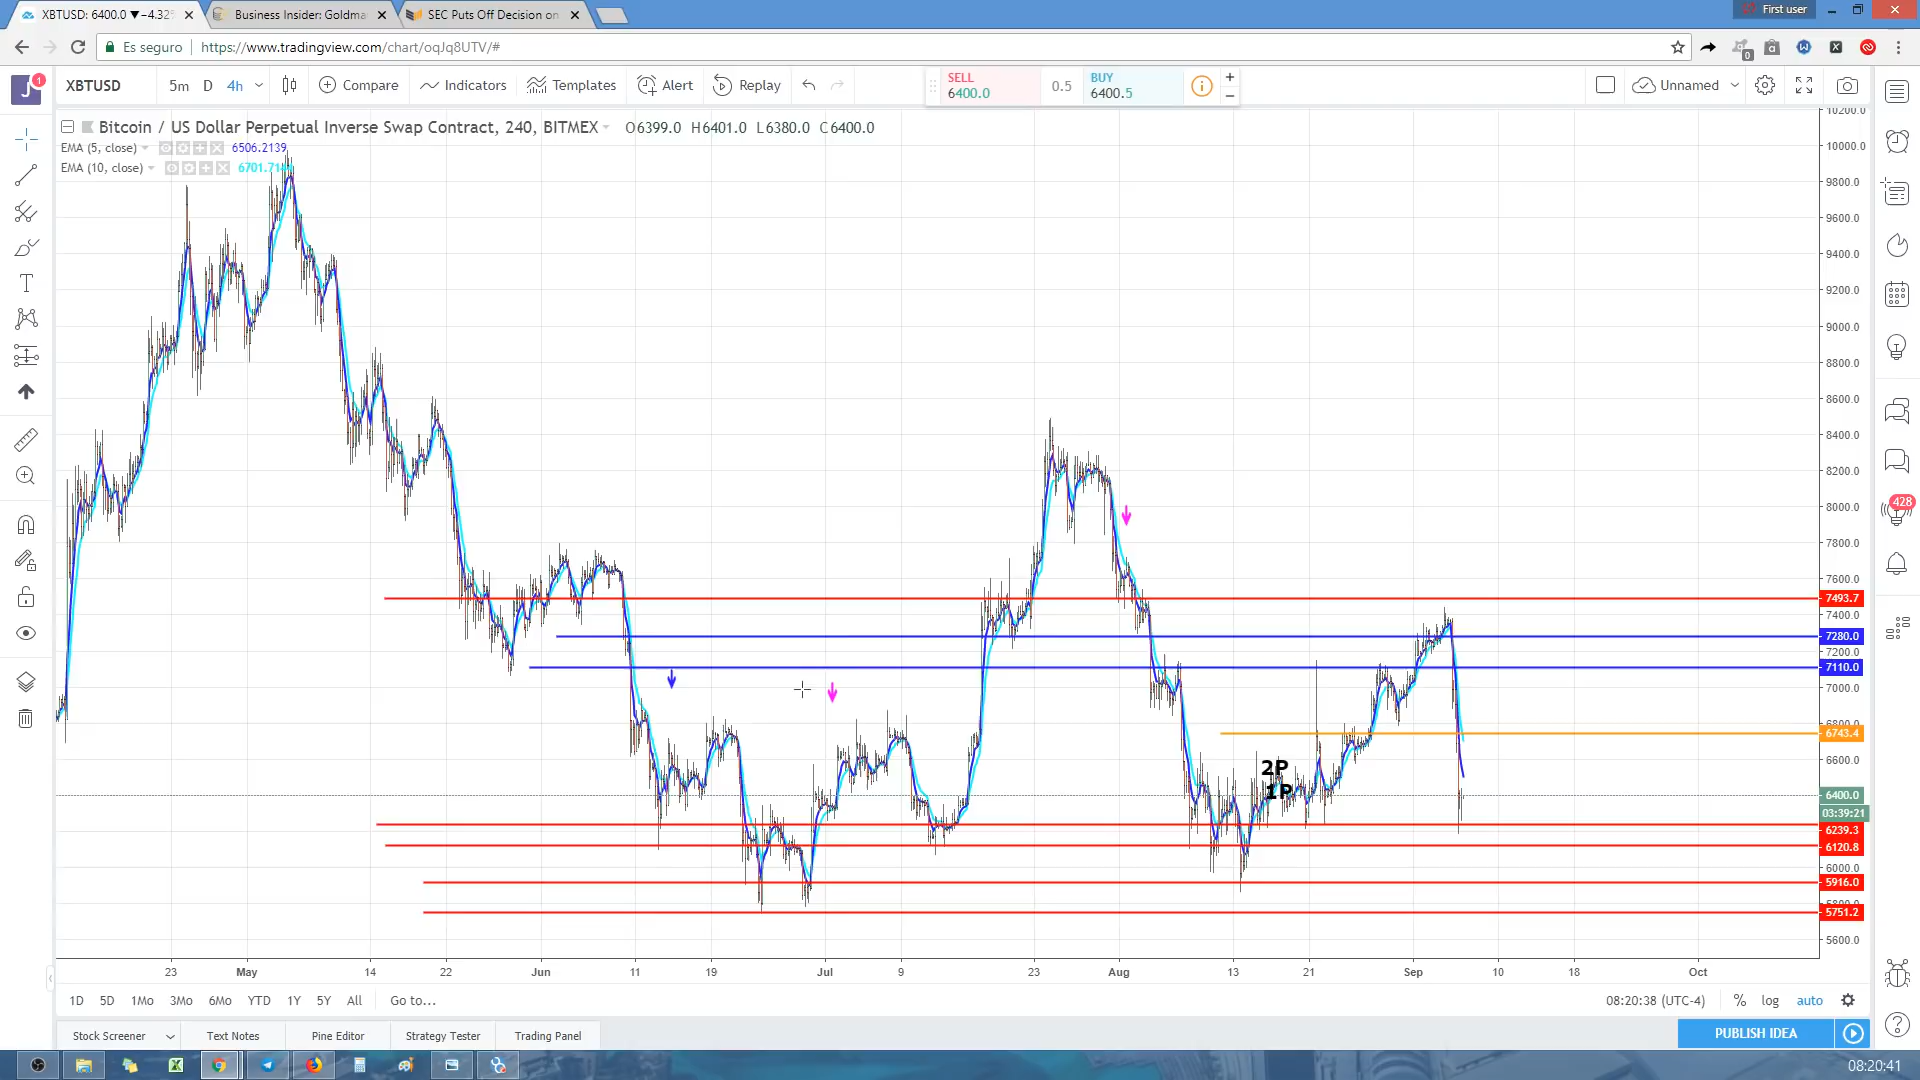 XBTUSD: 6400.0 ▼−4.32%
Business Insider: Goldma
SEC Puts Off Decision on
First user
Es seguro
https://www.tradingview.com/chart/oqJq8UTV/#
0
J
1
XBTUSD
5m D 4h
Compare
Indicators
Templates
Alert
Replay
SELL
6400.0
0.5
BUY
6400.5
+
−
Unnamed
Bitcoin / US Dollar Perpetual Inverse Swap Contract, 240, BITMEX
O6399.0 H6401.0 L6380.0 C6400.0
EMA (5, close)
6506.2139
EMA (10, close)
10200.0
10000.0
9800.0
9600.0
9400.0
9200.0
9000.0
8800.0
8600.0
8400.0
8200.0
8000.0
7800.0
7600.0
7493.7
7400.0
7280.0
7200.0
7110.0
7000.0
6800.0
6743.4
6600.0
6400.0
03:39:21
6239.3
6120.8
6000.0
5916.0
5751.2
5600.0
2P
1P
428
23 May 14 22 Jun 11 19 Jul 9 23 Aug 13 21 Sep 10 18 Oct
1D 5D 1Mo 3Mo 6Mo YTD 1Y 5Y All Go to...
08:20:38 (UTC-4) % log auto
Stock Screener
Text Notes
Pine Editor
Strategy Tester
Trading Panel
PUBLISH IDEA
08:20:41